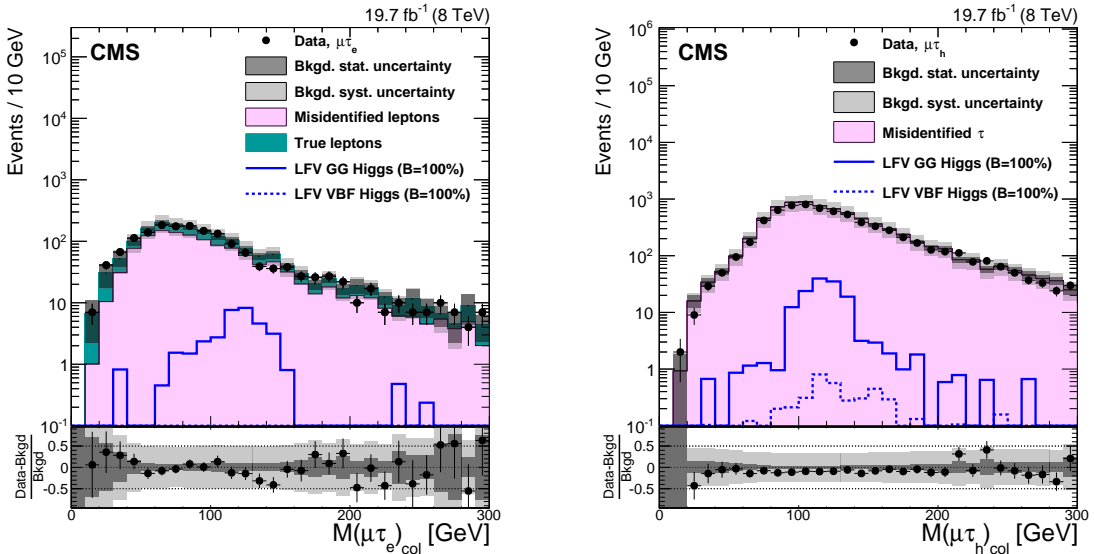 19.7 fb⁻¹ (8 TeV)
CMS
Data, μτₑ
Bkgd. stat. uncertainty
Bkgd. syst. uncertainty
Misidentified leptons
True leptons
LFV GG Higgs (B=100%)
LFV VBF Higgs (B=100%)
Events / 10 GeV
10⁵
10⁴
10³
10²
10
1
10⁻¹
Data-Bkgd
Bkgd
0.5
0
-0.5
0
100
200
300
M(μτₑ)col [GeV]
19.7 fb⁻¹ (8 TeV)
CMS
Data, μτₕ
Bkgd. stat. uncertainty
Bkgd. syst. uncertainty
Misidentified τ
LFV GG Higgs (B=100%)
LFV VBF Higgs (B=100%)
Events / 10 GeV
10⁶
10⁵
10⁴
10³
10²
10
1
10⁻¹
Data-Bkgd
Bkgd
0.5
0
-0.5
0
100
200
300
M(μτₕ)col [GeV]